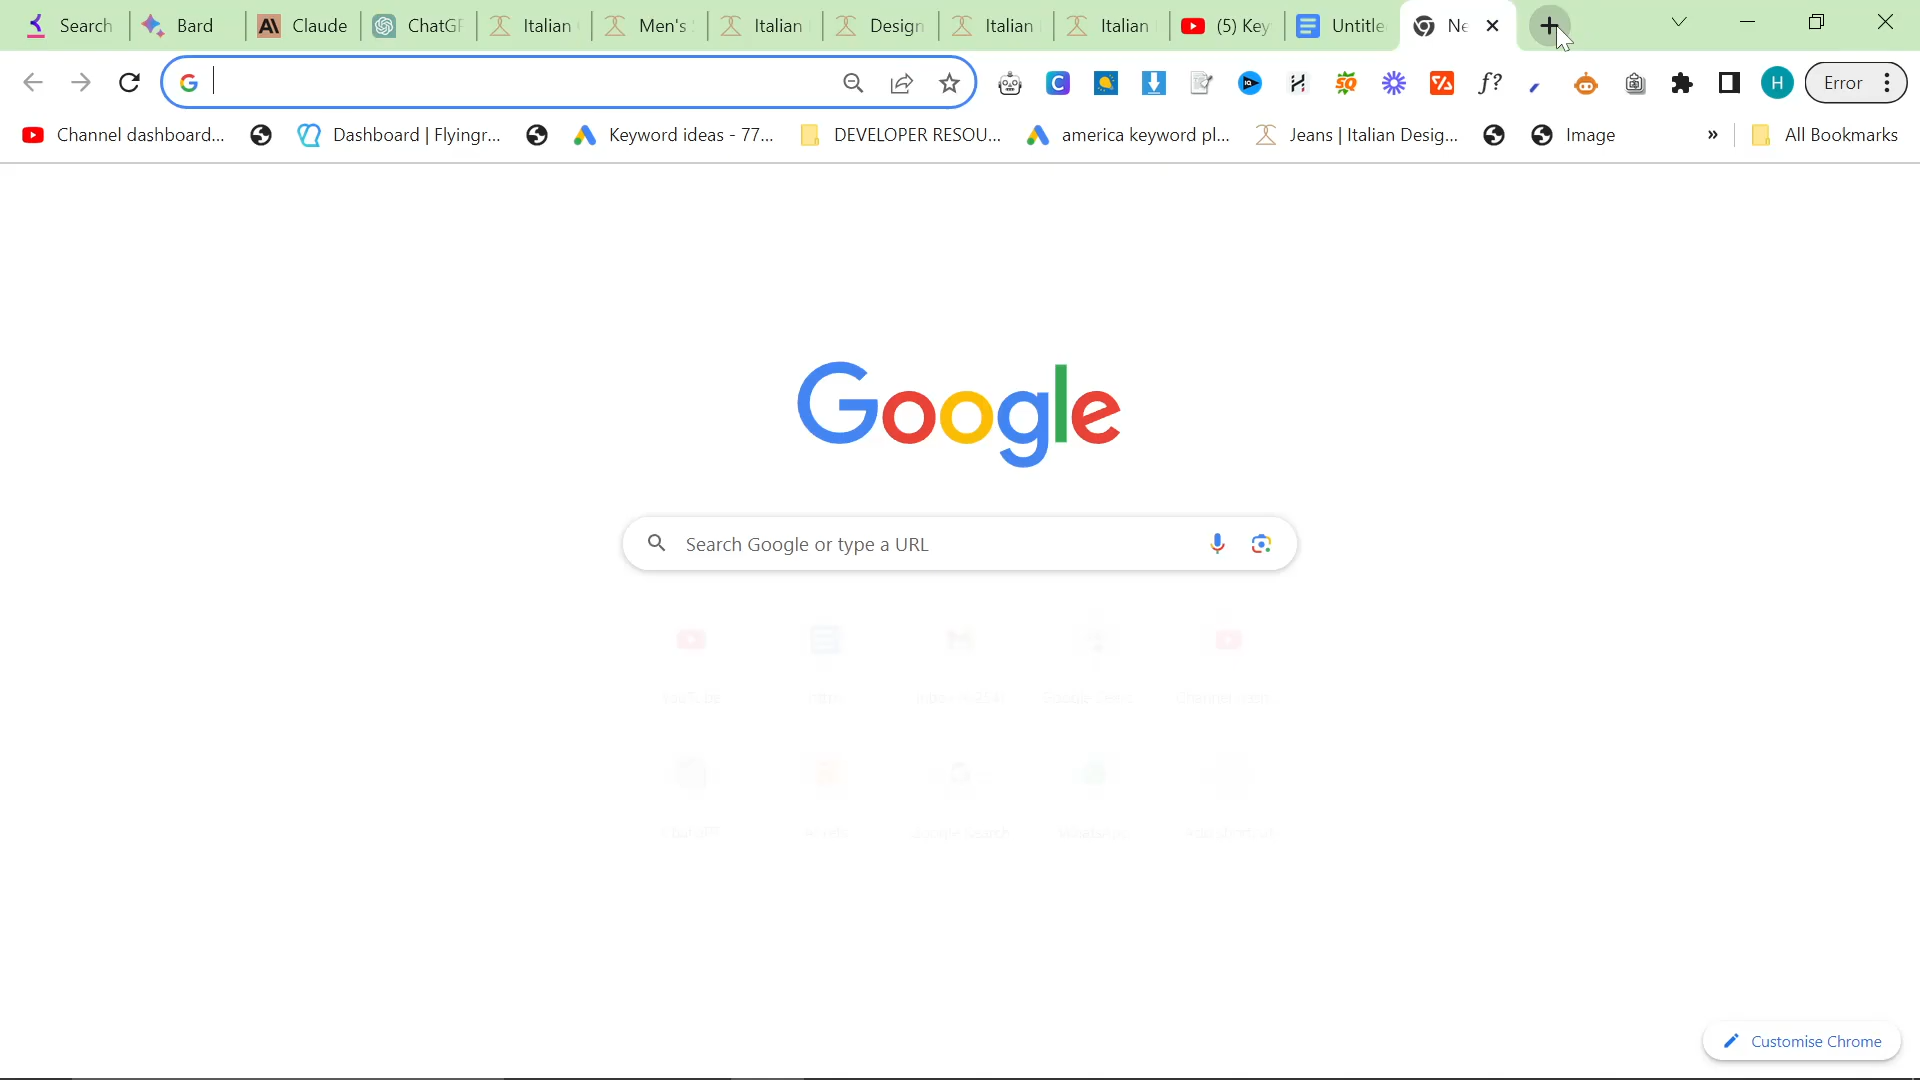 Search Bard Claude ChatGP Italian Men's Italian Design Italian Italian (5) Key Untitle Ne
Error
Channel dashboard... Dashboard | Flyingr... Keyword ideas - 77... DEVELOPER RESOU... america keyword pl... Jeans | Italian Desig... Image » All Bookmarks
Google
Search Google or type a URL
Customise Chrome